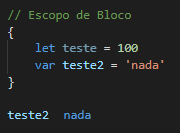 // Escopo de Bloco
{
    let teste = 100
    var teste2 = 'nada'
}
teste2  nada